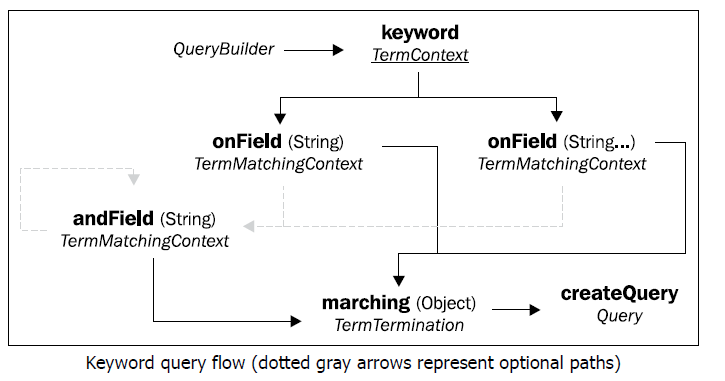 keyword
QueryBuilder
TermContext
onField (String)
TermMatchingContext
onField (String...)
TermMatchingContext
andField (String)
TermMatchingContext
marching (Object)
TermTermination
createQuery
Query
Keyword query flow (dotted gray arrows represent optional paths)